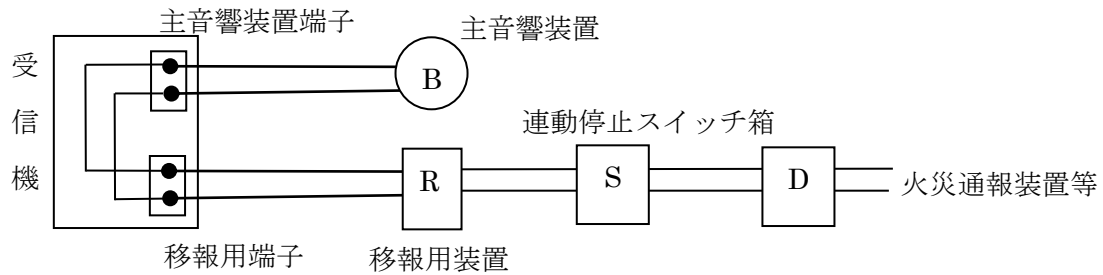 主音響装置端子
主音響装置
受信機
B
連動停止スイッチ箱
R
S
D
火災通報装置等
移報用端子
移報用装置